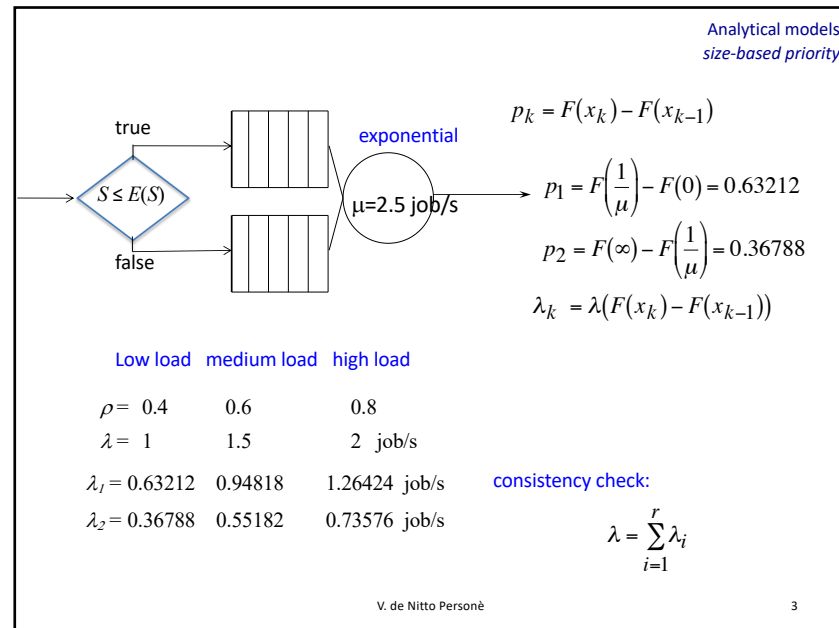 Analytical models
size-based priority
true
S ≤ E(S)
false
exponential
μ=2.5 job/s
p_k = F(x_k) − F(x_{k−1})
p_1 = F(1/μ) − F(0) = 0.63212
p_2 = F(∞) − F(1/μ) = 0.36788
λ_k = λ(F(x_k) − F(x_{k−1}))
Low load medium load high load
ρ = 0.4 0.6 0.8
λ = 1 1.5 2 job/s
λ_1 = 0.63212 0.94818 1.26424 job/s
λ_2 = 0.36788 0.55182 0.73576 job/s
consistency check:
λ = ∑_{i=1}^{r} λ_i
V. de Nitto Personè 3